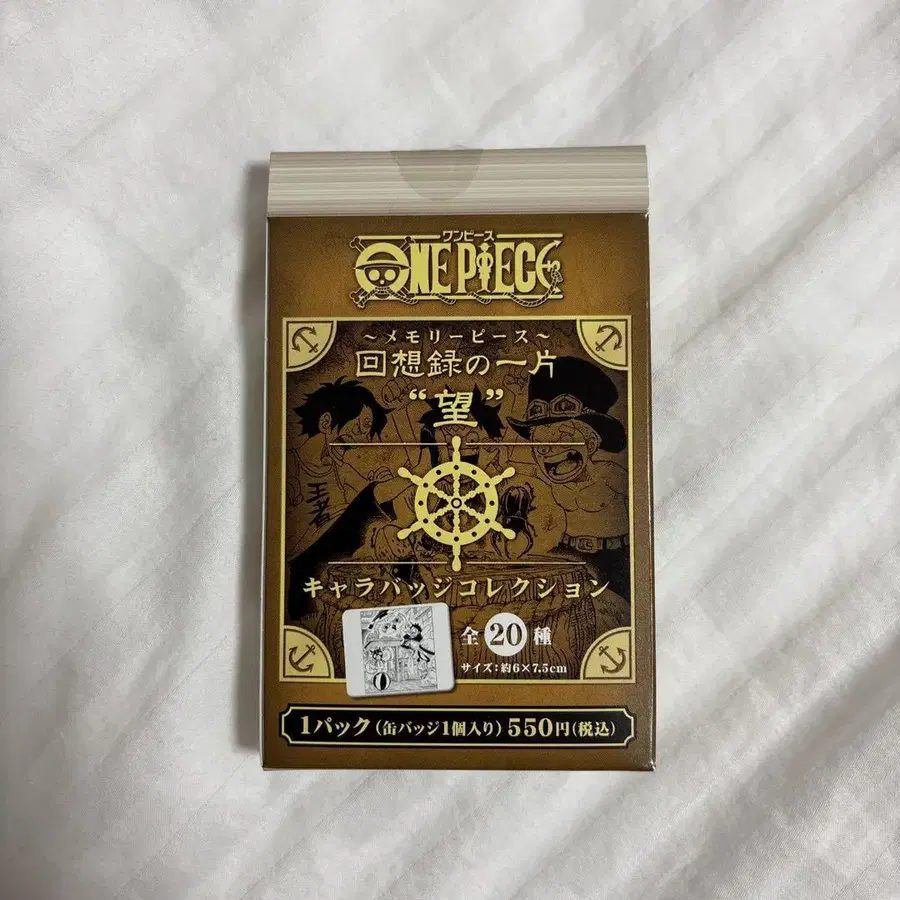 ワンピース
ONE PIECE
～メモリーピース～
回想録の一片
“望”
王者
キャラバッジコレクション
全20種
サイズ:約6×7.5cm
1パック(缶バッジ1個入り)550円(税込)